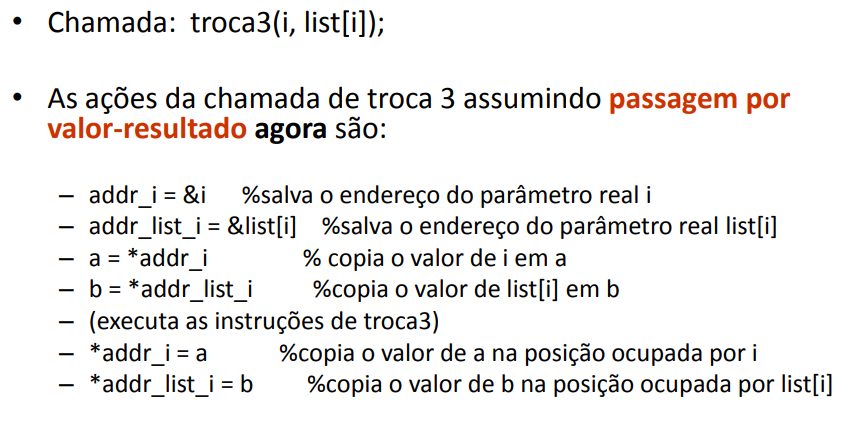 • Chamada: troca3(i, list[i]);
• As ações da chamada de troca 3 assumindo passagem por
valor-resultado agora são:
– addr_i = &i %salva o endereço do parâmetro real i
– addr_list_i = &list[i] %salva o endereço do parâmetro real list[i]
– a = *addr_i % copia o valor de i em a
– b = *addr_list_i %copia o valor de list[i] em b
– (executa as instruções de troca3)
– *addr_i = a %copia o valor de a na posição ocupada por i
– *addr_list_i = b %copia o valor de b na posição ocupada por list[i]